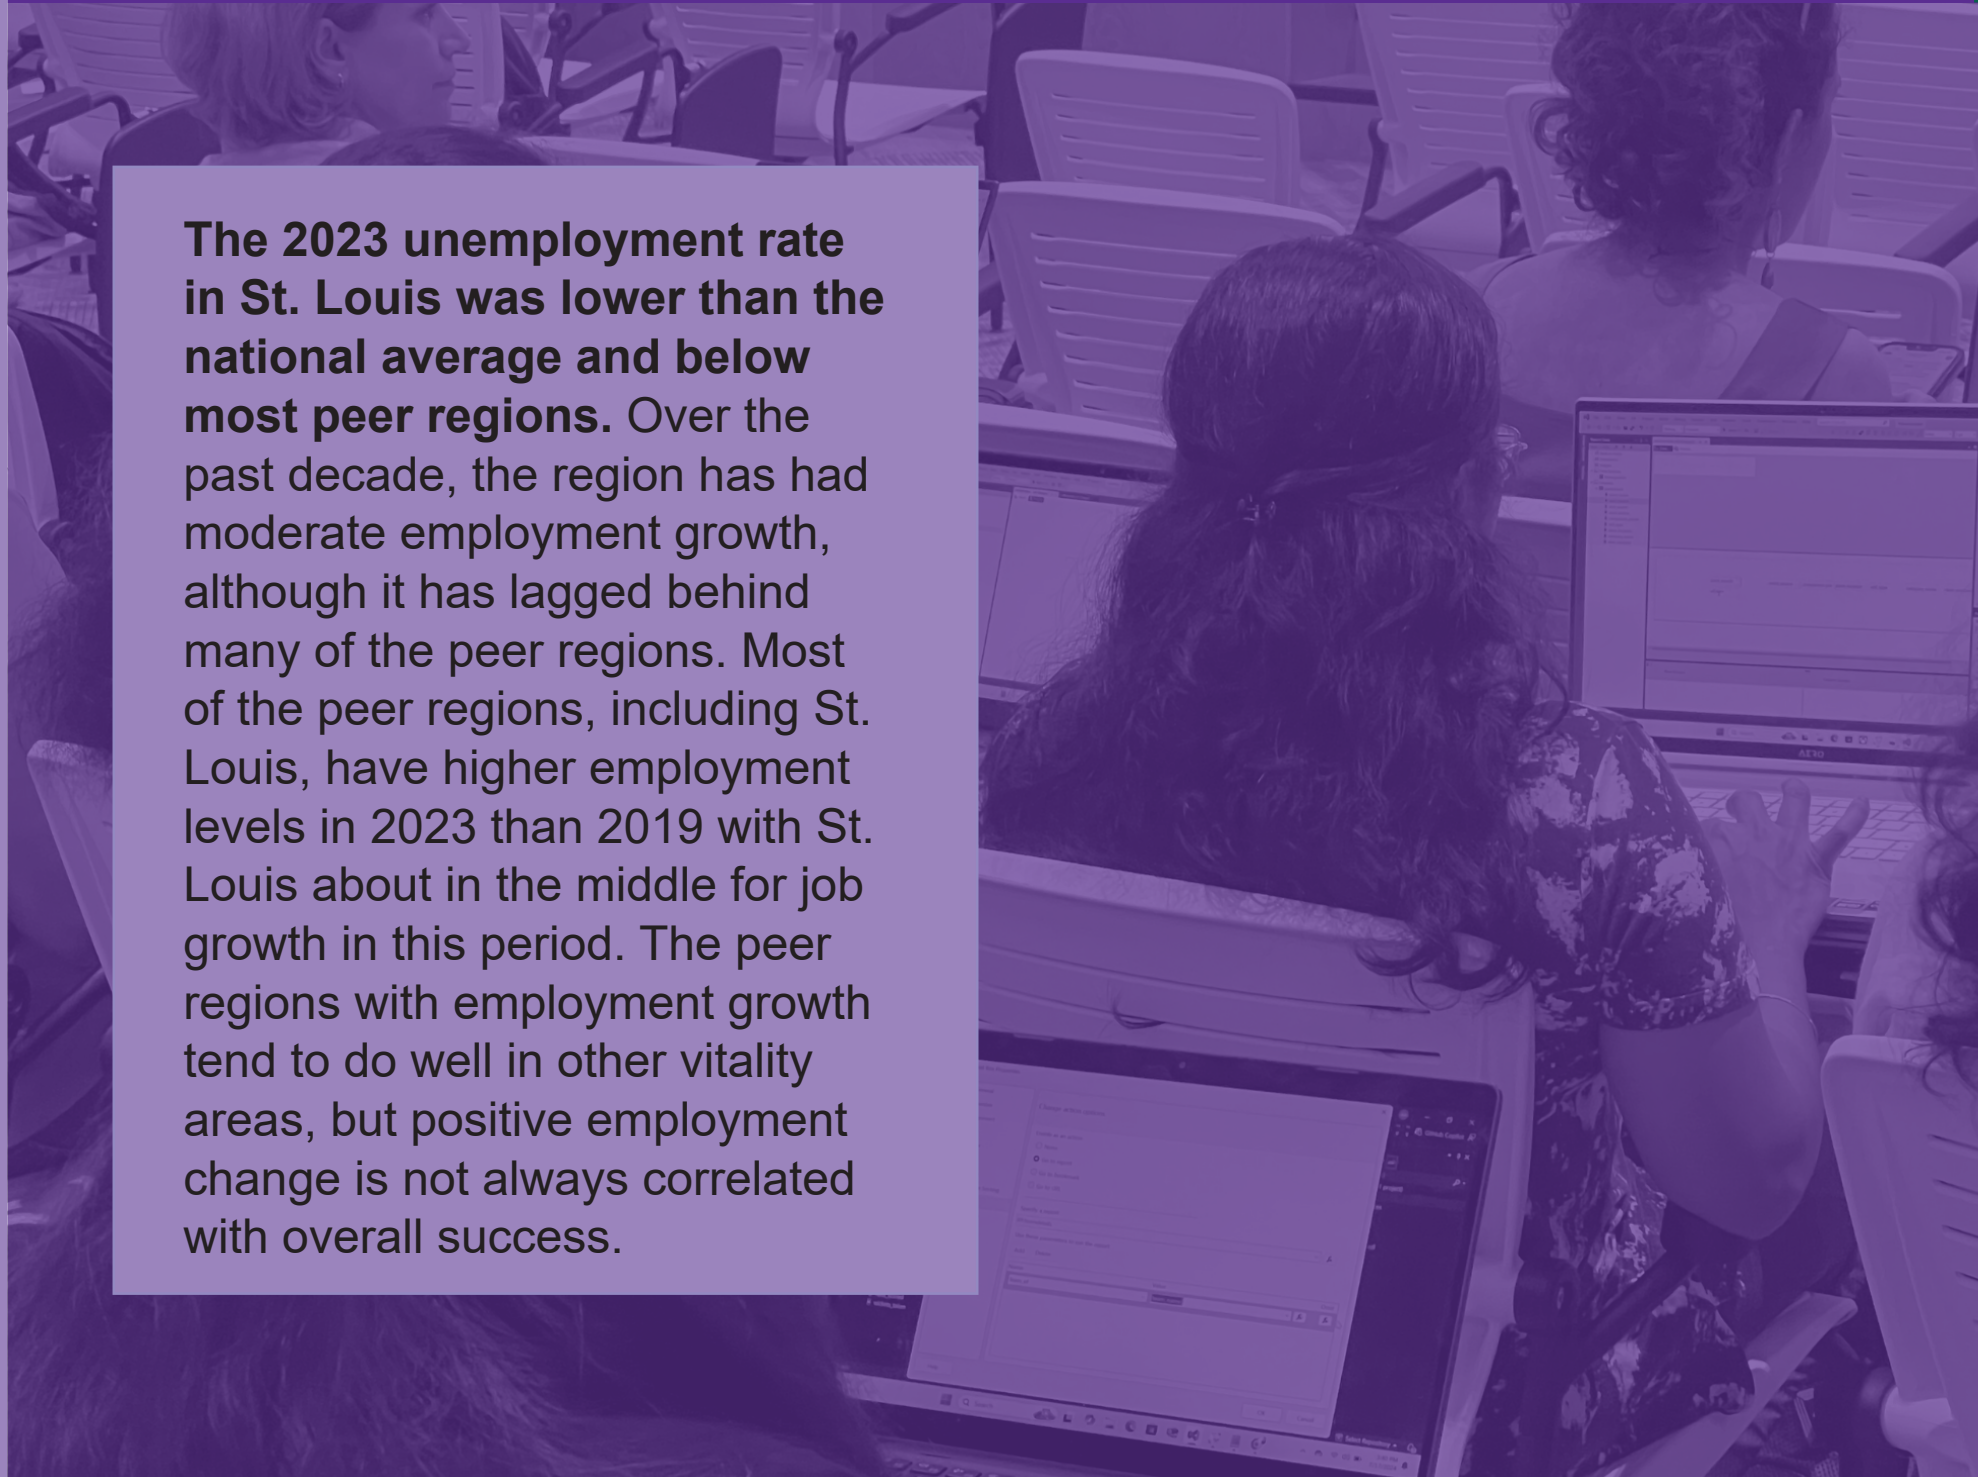 The 2023 unemployment rate
in St. Louis was lower than the
national average and below
most peer regions. Over the
past decade, the region has had
moderate employment growth,
although it has lagged behind
many of the peer regions. Most
of the peer regions, including St.
Louis, have higher employment
levels in 2023 than 2019 with St.
Louis about in the middle for job
growth in this period. The peer
regions with employment growth
tend to do well in other vitality
areas, but positive employment
change is not always correlated
with overall success.
AERO
GitHub Copilot